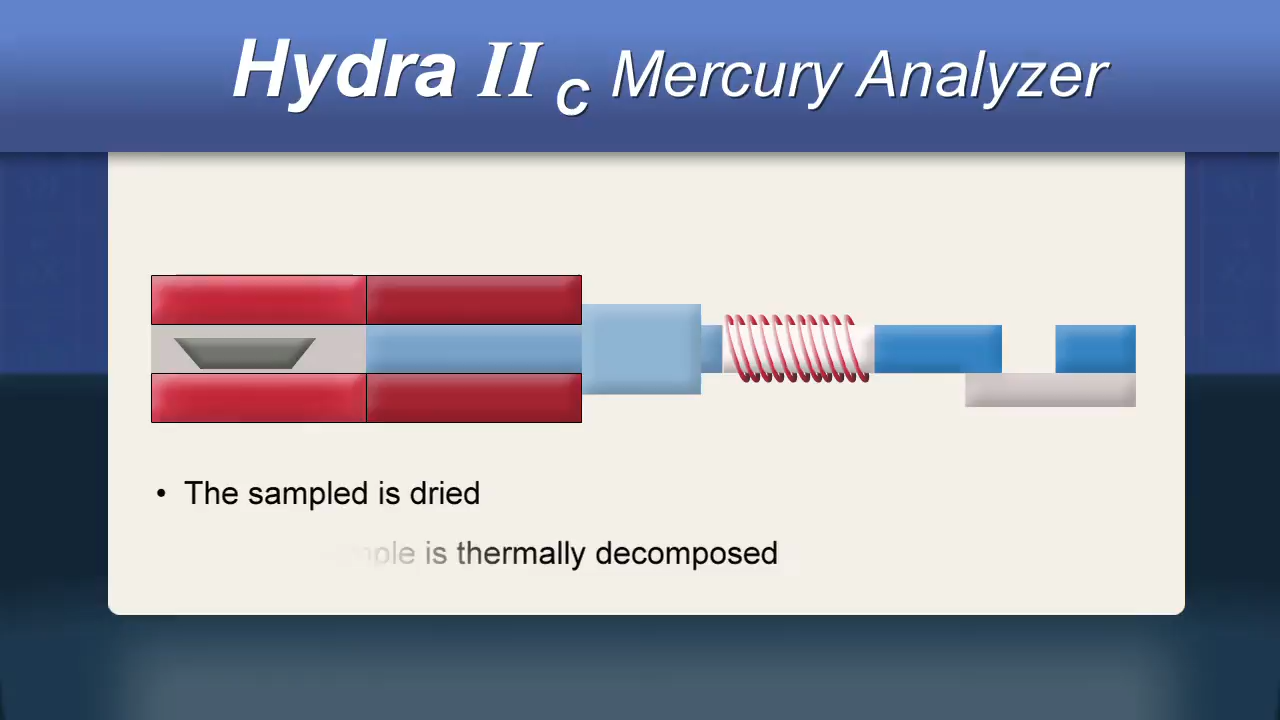 Hydra II C Mercury Analyzer
• The sampled is dried
is thermally decomposed